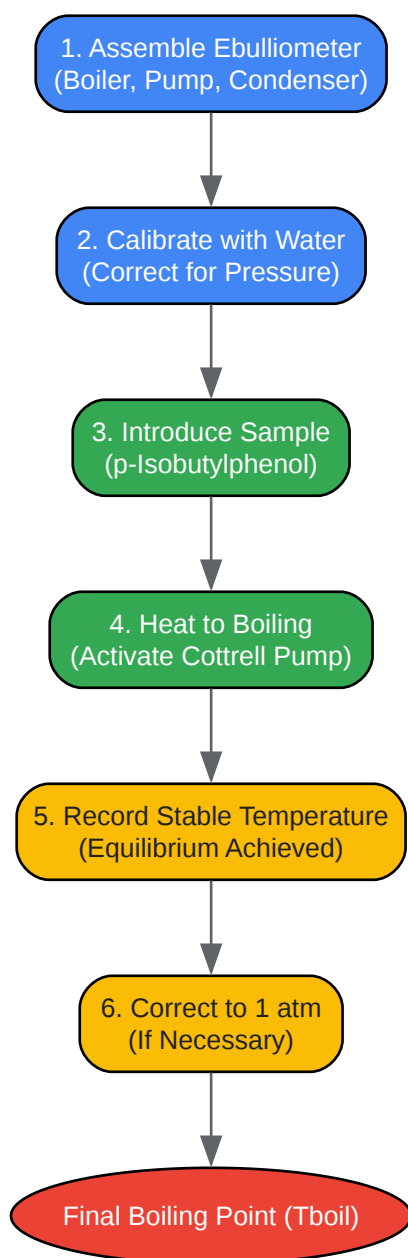 1. Assemble Ebulliometer
(Boiler, Pump, Condenser)
2. Calibrate with Water
(Correct for Pressure)
3. Introduce Sample
(p-Isobutylphenol)
4. Heat to Boiling
(Activate Cottrell Pump)
5. Record Stable Temperature
(Equilibrium Achieved)
6. Correct to 1 atm
(If Necessary)
Final Boiling Point (Tboil)